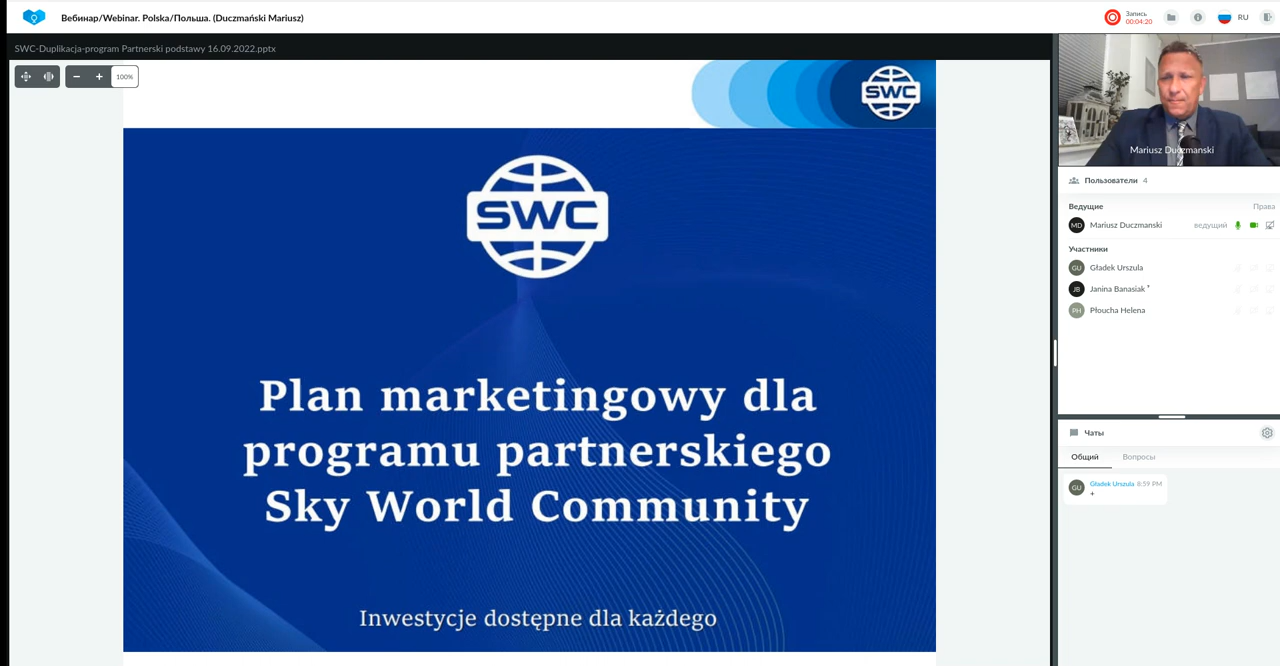 Вебинар/Webinar. Polska/Польша. (Duczmański Mariusz)
Запись
00:04:20
RU
SWC-Duplikacja-program Partnerski podstawy 16.09.2022.pptx
100%
SWC
SWC
Plan marketingowy dla
programu partnerskiego
Sky World Community
Inwestycje dostępne dla każdego
Mariusz Duczmanski
Пользователи 4
Ведущие Права
MD Mariusz Duczmanski ведущий
Участники
GU Gładek Urszula
JB Janina Banasiak *
PH Płoucha Helena
Чаты
Общий Вопросы
GU Gładek Urszula 8:59 PM
+